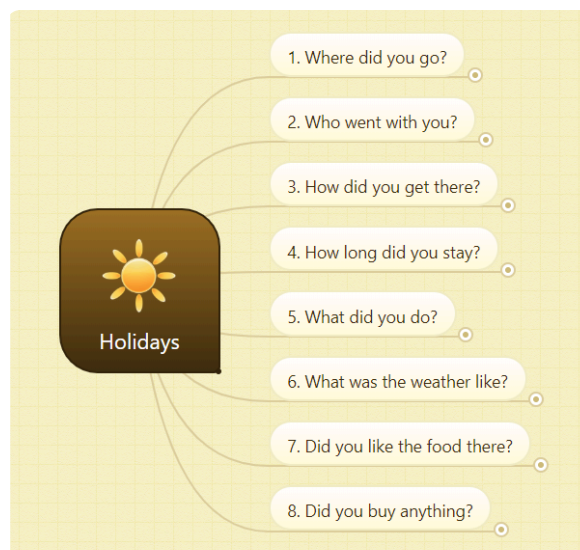 Holidays
1. Where did you go?
2. Who went with you?
3. How did you get there?
4. How long did you stay?
5. What did you do?
6. What was the weather like?
7. Did you like the food there?
8. Did you buy anything?